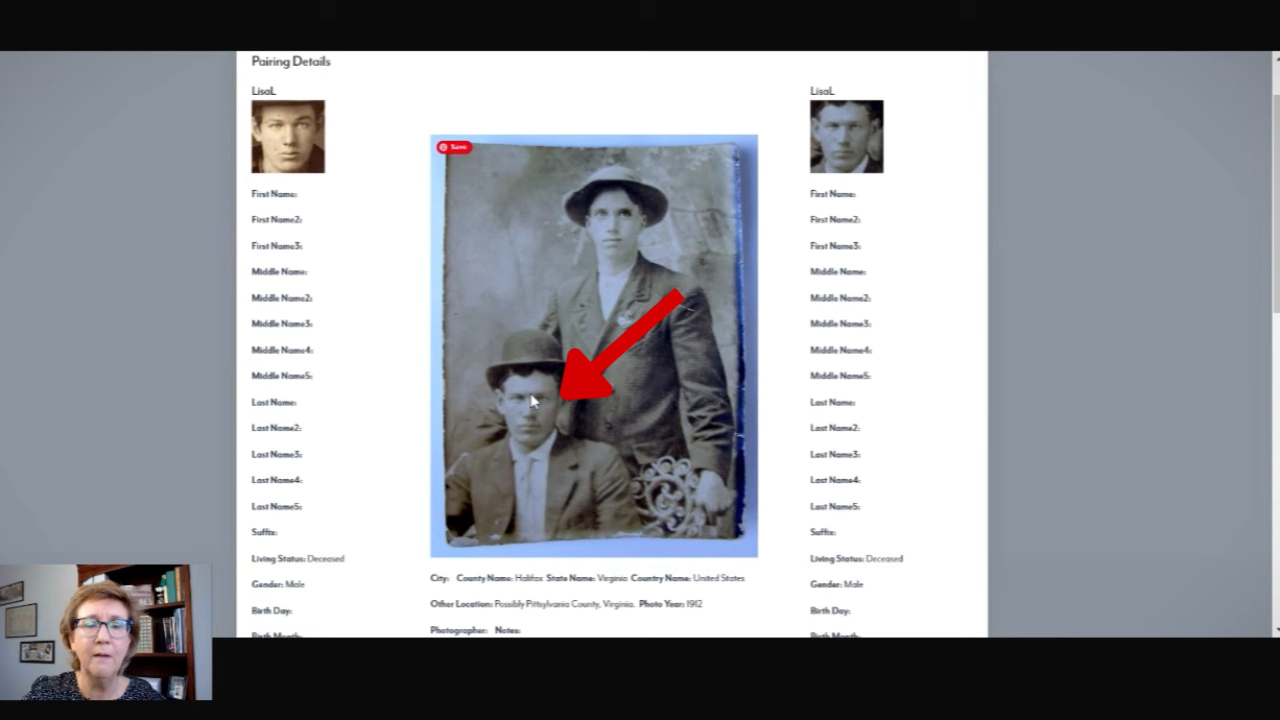 Pairing Details
LisaL
LisaL
Save
First Name:
First Name2:
First Name3:
Middle Name:
Middle Name2:
Middle Name3:
Middle Name4:
Middle Name5:
Last Name:
Last Name2:
Last Name3:
Last Name4:
Last Name5:
Suffix:
Living Status: Deceased
Gender: Male
Birth Day:
Birth Month:
City: County Name: Halifax State Name: Virginia Country Name: United States
Other Location: Possibly Pittsylvania County, Virginia. Photo Year: 1912
Photographer: Notes:
First Name:
First Name2:
First Name3:
Middle Name:
Middle Name2:
Middle Name3:
Middle Name4:
Middle Name5:
Last Name:
Last Name2:
Last Name3:
Last Name4:
Last Name5:
Suffix:
Living Status: Deceased
Gender: Male
Birth Day:
Birth Month: